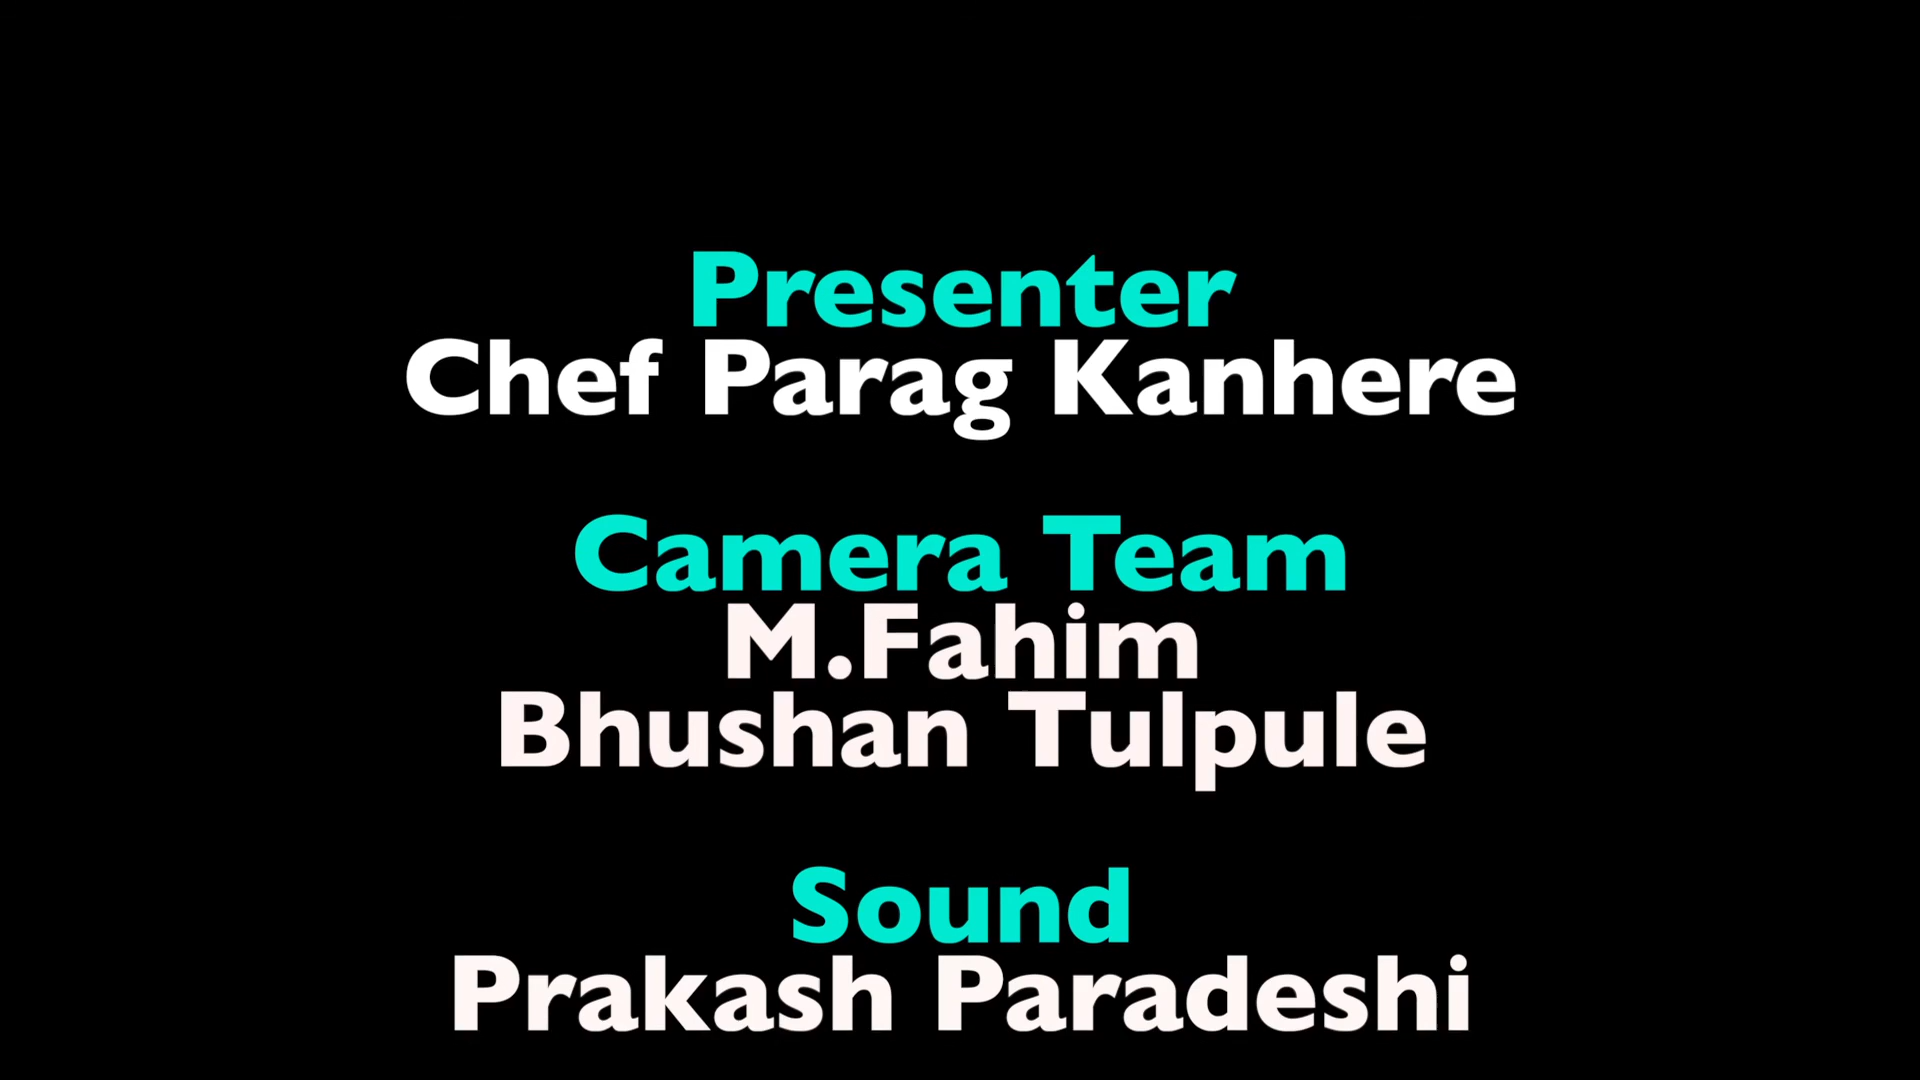 Presenter
Chef Parag Kanhere
Camera Team
M.Fahim
Bhushan Tulpule
Sound
Prakash Paradeshi